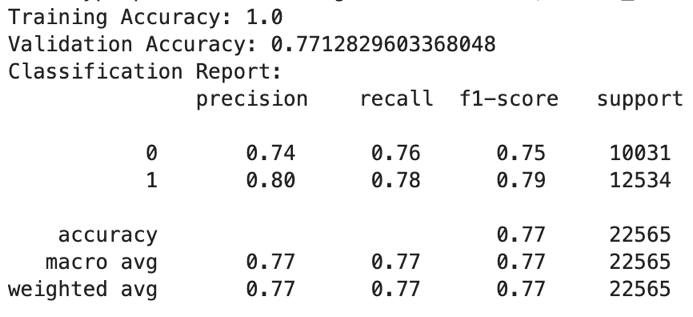 Training Accuracy: 1.0
Validation Accuracy: 0.7712829603368048
Classification Report:
precision recall f1-score support
0 0.74 0.76 0.75 10031
1 0.80 0.78 0.79 12534
accuracy 0.77 22565
macro avg 0.77 0.77 0.77 22565
weighted avg 0.77 0.77 0.77 22565